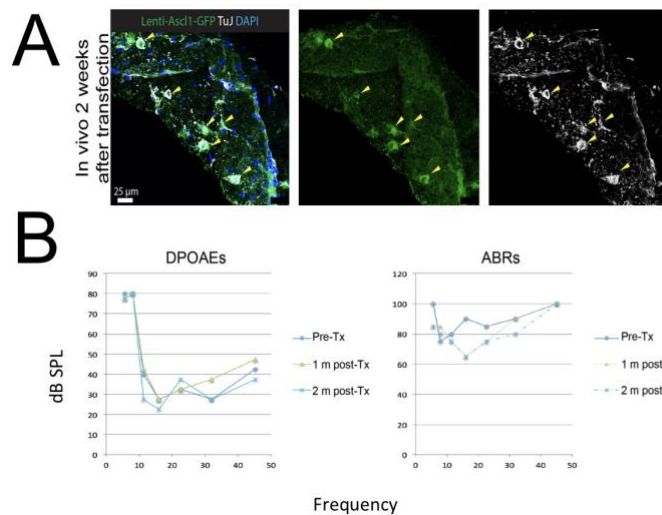 A
In vivo 2 weeks
after transfection
Lenti-Ascl1-GFP TuJ DAPI
25 µm
B
DPOAEs
90
80
70
60
50
40
30
20
10
0
0 10 20 30 40 50
dB SPL
Pre-Tx
1 m post-Tx
2 m post-Tx
ABRs
120
100
80
60
40
20
0
0 10 20 30 40 50
Pre-Tx
1 m post
2 m post
Frequency